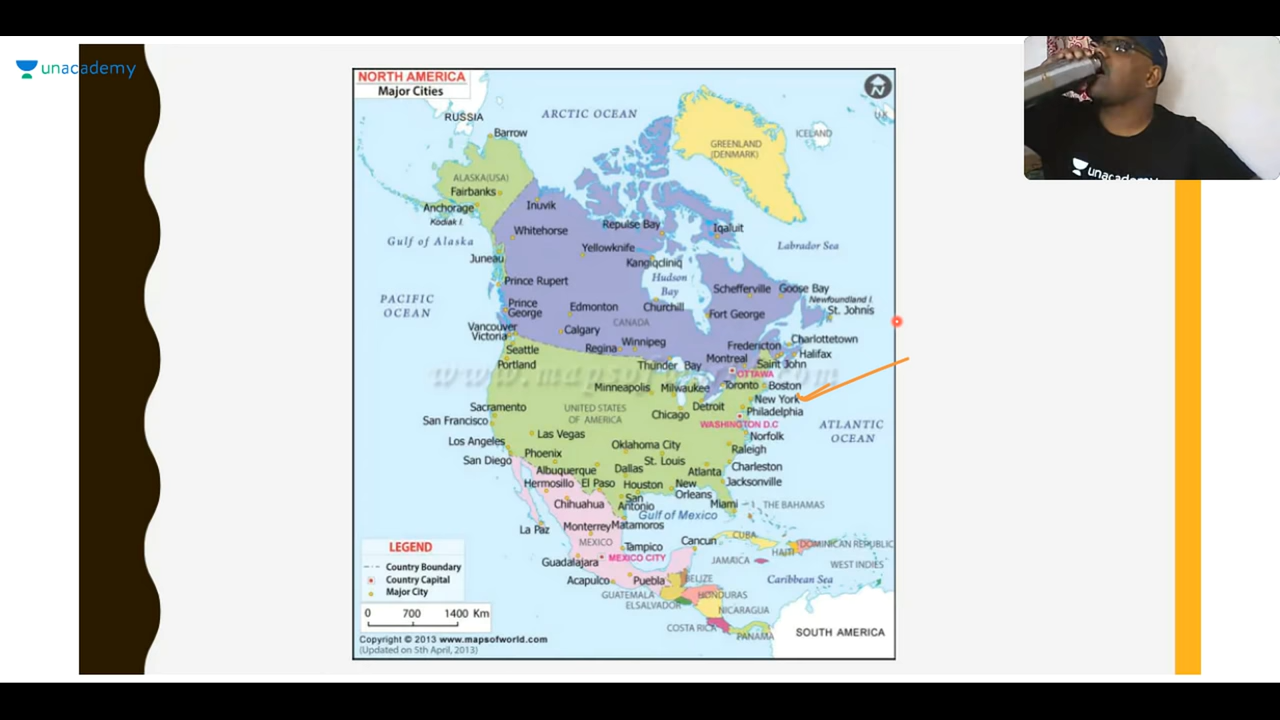 unacademy
NORTH AMERICA
Major Cities
N
RUSSIA
ARCTIC OCEAN
U.K
ICELAND
Barrow
GREENLAND
(DENMARK)
ALASKA(USA)
Fairbanks
Anchorage
Kodiak I.
Inuvik
Repulse Bay
Iqaluit
Whitehorse
Gulf of Alaska
Labrador Sea
Yellowknife
Juneau
Kangiqcliniq
Hudson
Bay
Prince Rupert
Schefferville
Goose Bay
PACIFIC
OCEAN
Newfoundland I.
St. Johnis
Prince
George
Edmonton
Churchill
Fort George
CANADA
Vancouver
Victoria
Calgary
Charlottetown
Regina
Winnipeg
Fredericton
Halifax
Seattle
Portland
Thunder Bay
Montreal
Saint John
OTTAWA
www.mapsofworld.com
Minneapolis
Milwaukee
Toronto
Boston
New York
Sacramento
UNITED STATES
OF AMERICA
Chicago
Detroit
Philadelphia
San Francisco
WASHINGTON D.C
ATLANTIC
OCEAN
Las Vegas
Norfolk
Los Angeles
Oklahoma City
Raleigh
Phoenix
San Diego
St. Louis
Albuquerque
Dallas
Atlanta
Charleston
Hermosillo
El Paso
Houston
New
Orleans
Jacksonville
Chihuahua
San
Antonio
Miami
THE BAHAMAS
Gulf of Mexico
La Paz
Monterrey
Matamoros
MEXICO
Tampico
Cancun
CUBA
HAITI
DOMINICAN REPUBLIC
LEGEND
Guadalajara
MEXICO CITY
JAMAICA
WEST INDIES
Country Boundary
Country Capital
Major City
Acapulco
Puebla
BELIZE
Caribbean Sea
GUATEMALA
HONDURAS
ELSALVADOR
NICARAGUA
0 700 1400 Km
COSTA RICA
PANAMA
SOUTH AMERICA
Copyright © 2013 www.mapsofworld.com
(Updated on 5th April, 2013)
unacademy